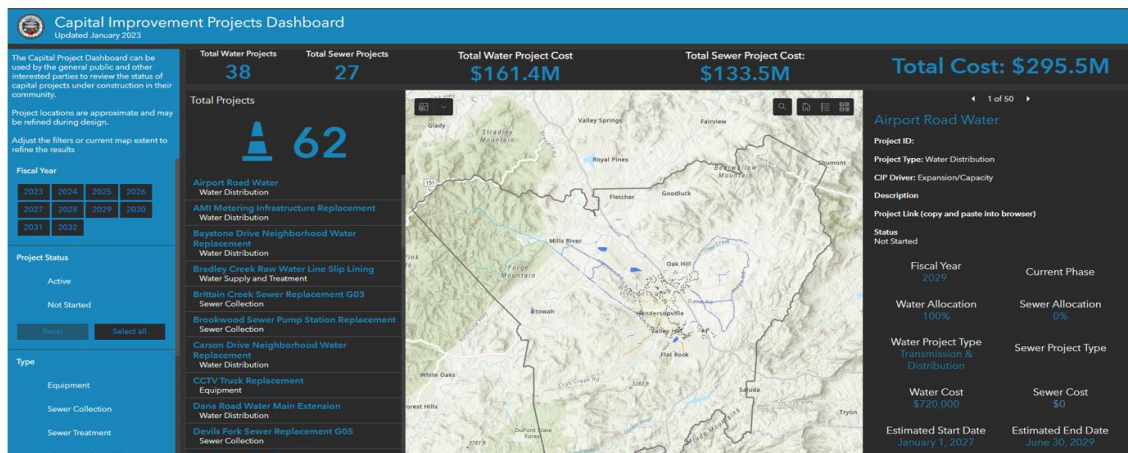 Capital Improvement Projects Dashboard
Updated January 2023
The Capital Project Dashboard can be
used by the general public and other
interested parties to review the status of
capital projects under construction in their
community.
Project locations are approximate and may
be refined during design.
Adjust the filters or current map extent to
refine the results
Fiscal Year
2023 2024 2025 2026
2027 2028 2029 2030
2031 2032
Project Status
Active
Not Started
Reset Select all
Type
Equipment
Sewer Collection
Sewer Treatment
Total Water Projects
38
Total Sewer Projects
27
Total Water Project Cost
$161.4M
Total Sewer Project Cost:
$133.5M
Total Cost: $295.5M
Total Projects
62
Airport Road Water
Water Distribution
AMI Metering Infrastructure Replacement
Water Distribution
Baystone Drive Neighborhood Water
Replacement
Water Distribution
Bradley Creek Raw Water Line Slip Lining
Water Supply and Treatment
Brittain Creek Sewer Replacement G03
Sewer Collection
Brookwood Sewer Pump Station Replacement
Sewer Collection
Carson Drive Neighborhood Water
Replacement
Water Distribution
CCTV Truck Replacement
Equipment
Dana Road Water Main Extension
Water Distribution
Devils Fork Sewer Replacement G05
Sewer Collection
Glady
Stradley
Mountain
Valley Springs
Fairview
Royal Pines
Bearwallow
Mountain
151
Fletcher
Goodluck
Mills River
Forge
Mountain
Oak Hill
Etowah
Hendersonville
Valley Hill
Flat Rock
White Oaks
Crab Creek Rd
3283 ft
Saluda
Saluda Mountains
Tryon
DuPont State
Forest
3787 ft
1 of 50
Airport Road Water
Project ID:
Project Type: Water Distribution
CIP Driver: Expansion/Capacity
Description
Project Link (copy and paste into browser)
Status
Not Started
Fiscal Year
2029
Current Phase
Water Allocation
100%
Sewer Allocation
0%
Water Project Type
Transmission &
Distribution
Sewer Project Type
Water Cost
$720,000
Sewer Cost
$0
Estimated Start Date
January 1, 2027
Estimated End Date
June 30, 2029